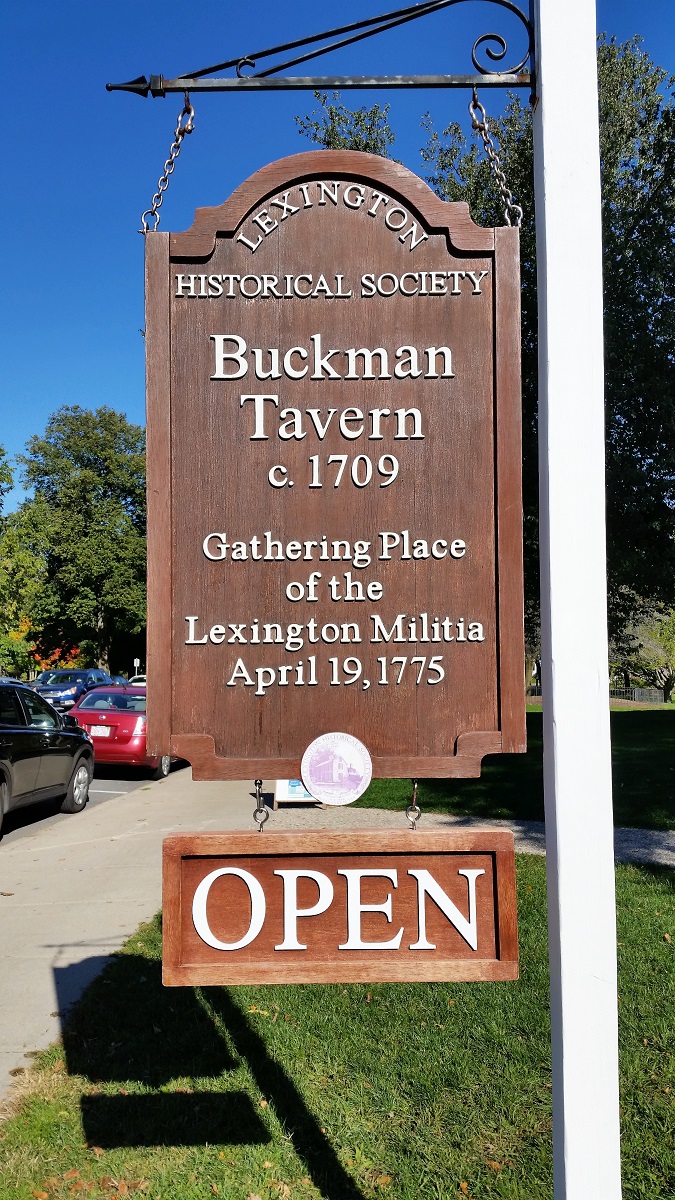 LEXINGTON
HISTORICAL SOCIETY
Buckman
Tavern
c. 1709
Gathering Place
of the
Lexington Militia
April 19, 1775
OPEN